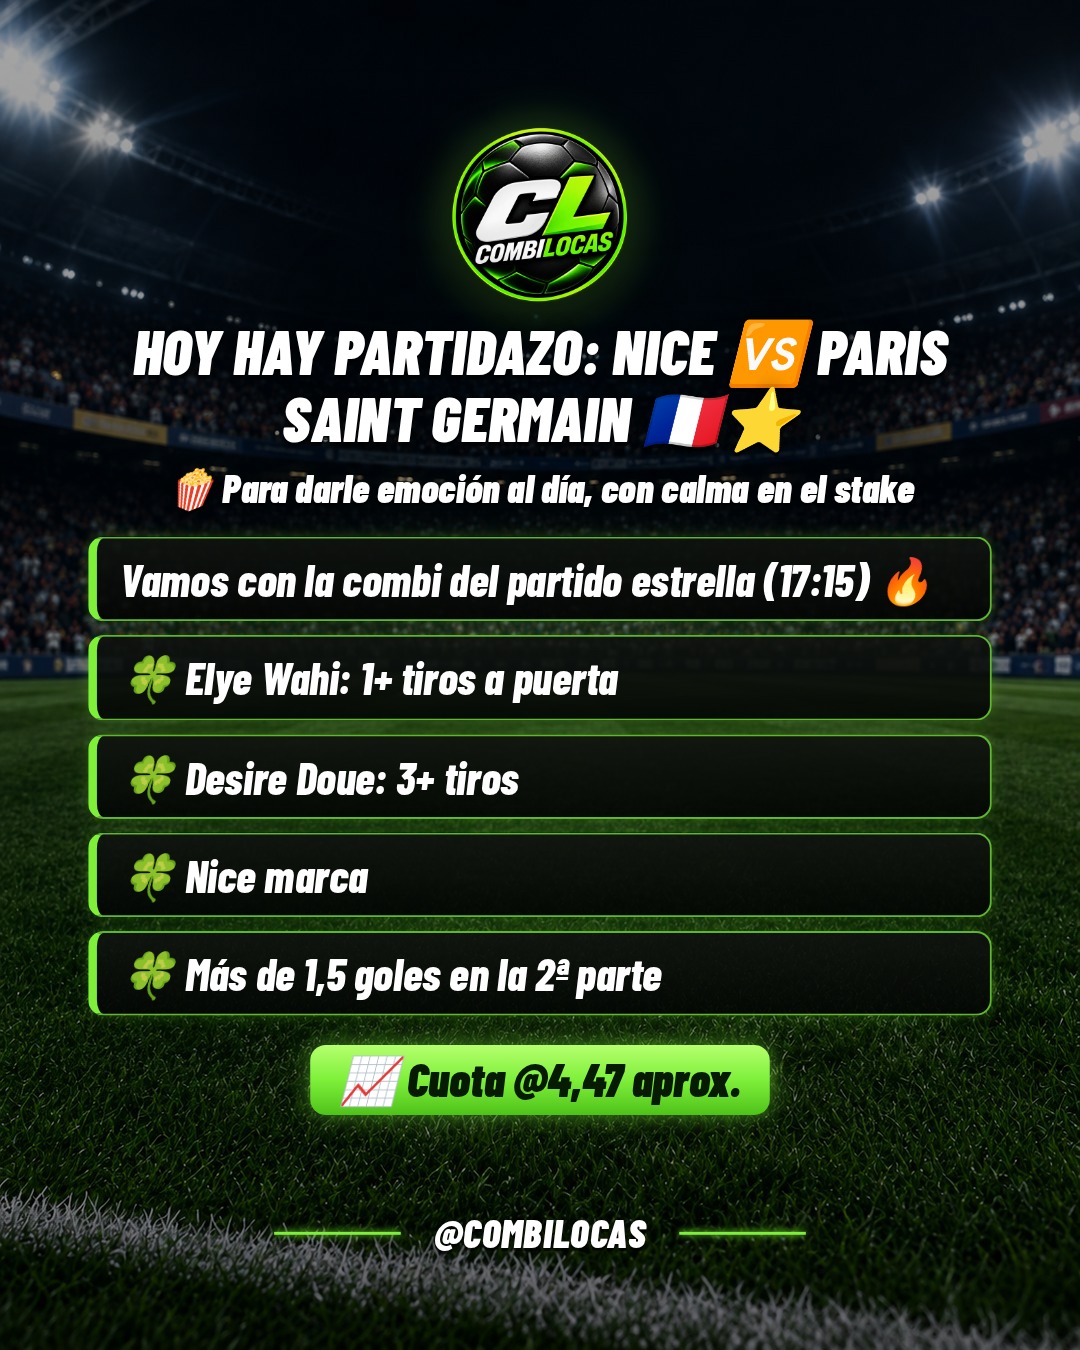 CL
COMBILOCAS
HOY HAY PARTIDAZO: NICE 🆚 PARIS
SAINT GERMAIN 🇫🇷⭐
🍿 Para darle emoción al día, con calma en el stake
Vamos con la combi del partido estrella (17:15) 🔥
🍀 Elye Wahi: 1+ tiros a puerta
🍀 Desire Doue: 3+ tiros
🍀 Nice marca
🍀 Más de 1,5 goles en la 2ª parte
📈 Cuota @4,47 aprox.
@COMBILOCAS